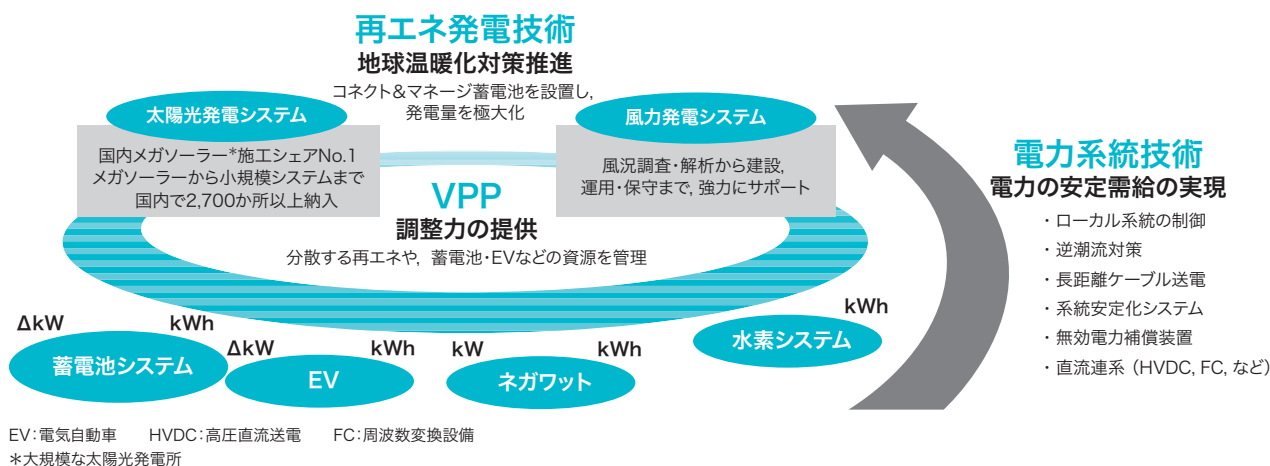 再エネ発電技術
地球温暖化対策推進
コネクト&マネージ蓄電池を設置し，
発電量を極大化
太陽光発電システム
国内メガソーラー*施工シェアNo.1
メガソーラーから小規模システムまで
国内で2,700か所以上納入
風力発電システム
風況調査・解析から建設，
運用・保守まで，強力にサポート
VPP
調整力の提供
分散する再エネや，蓄電池・EVなどの資源を管理
ΔkW
kWh
蓄電池システム
ΔkW
kWh
EV
kW
kWh
ネガワット
kWh
水素システム
電力系統技術
電力の安定需給の実現
・ローカル系統の制御
・逆潮流対策
・長距離ケーブル送電
・系統安定化システム
・無効電力補償装置
・直流連系（HVDC, FC, など）
EV：電気自動車　HVDC：高圧直流送電　FC：周波数変換設備
＊大規模な太陽光発電所